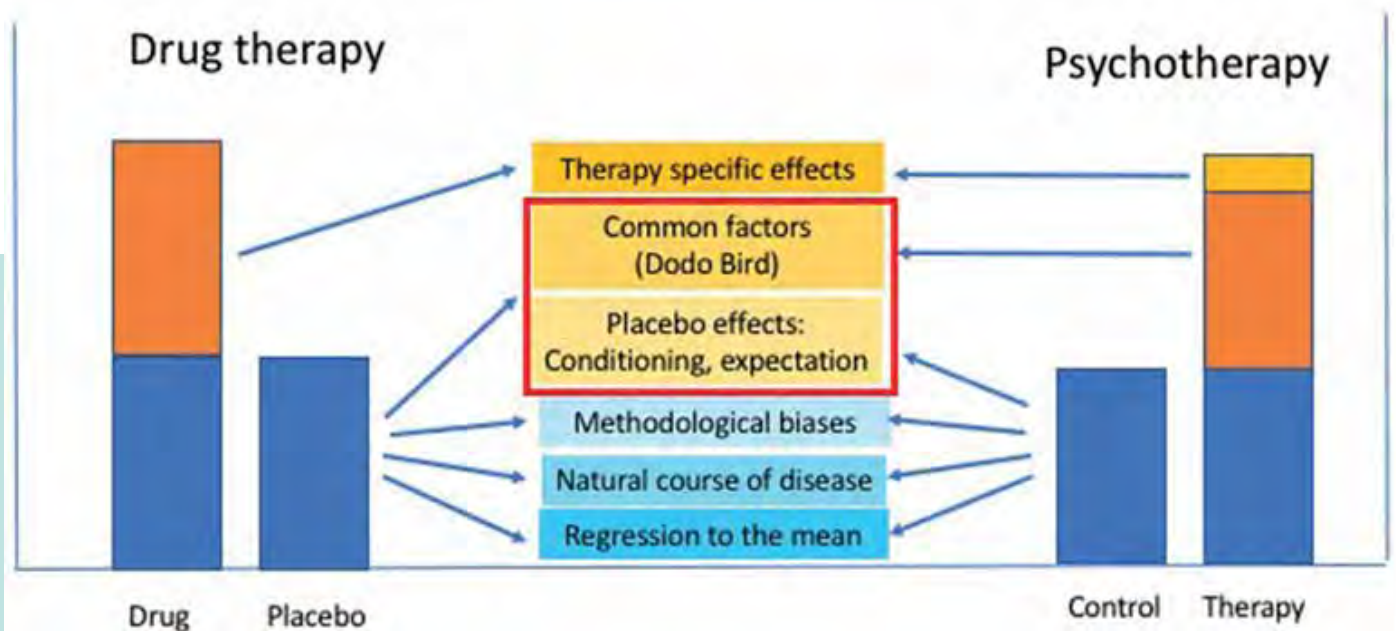 Drug therapy
Psychotherapy
Therapy specific effects
Common factors
(Dodo Bird)
Placebo effects:
Conditioning, expectation
Methodological biases
Natural course of disease
Regression to the mean
Drug
Placebo
Control
Therapy